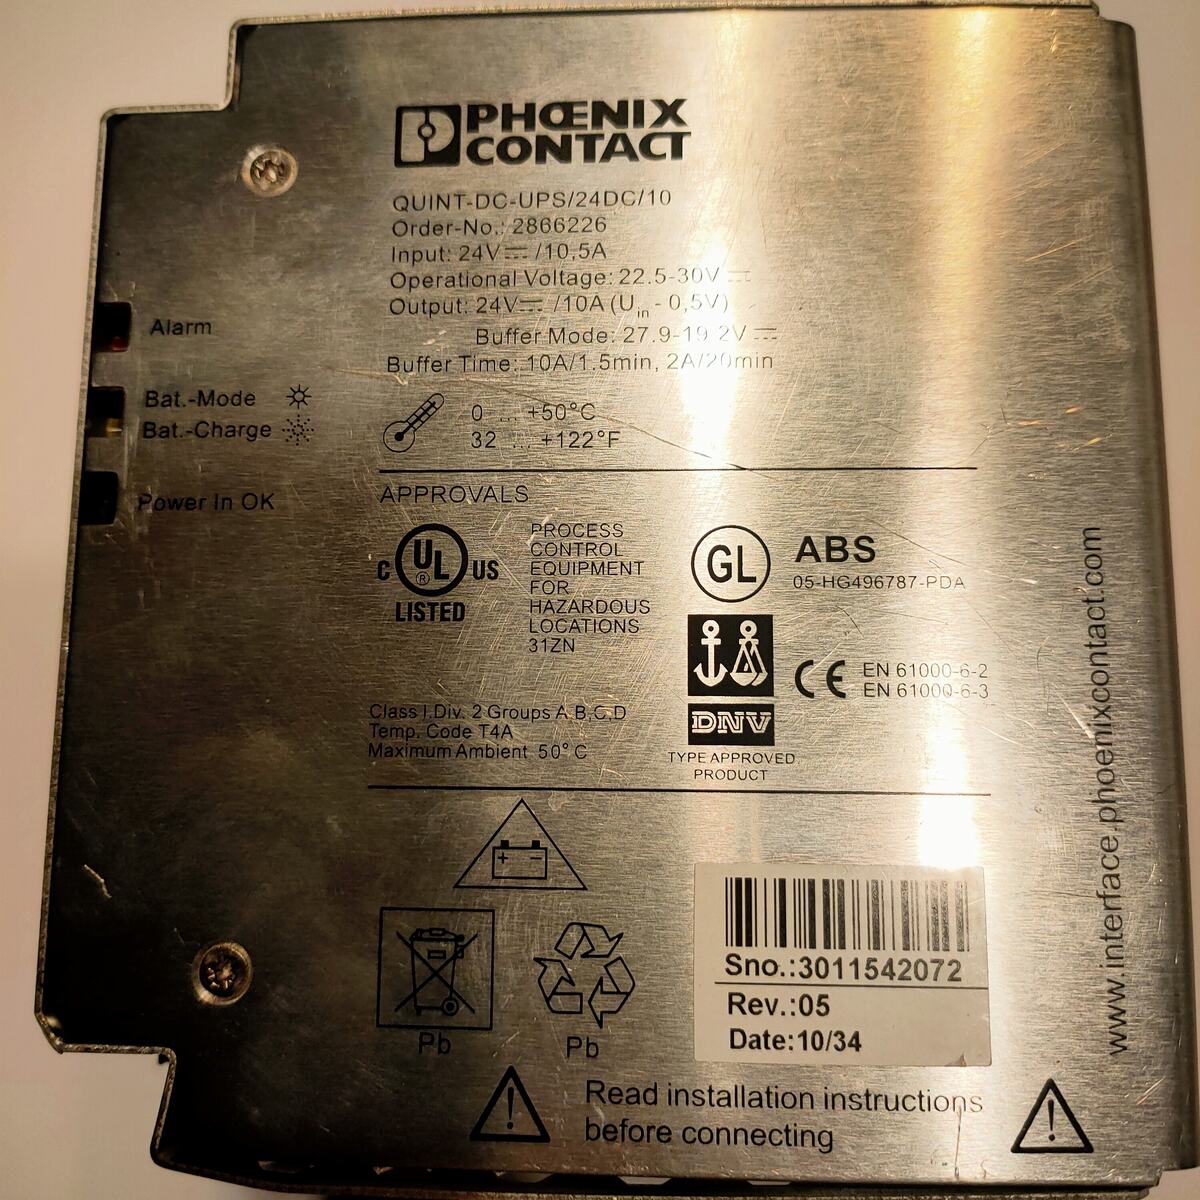 PHŒNIX
CONTACT
QUINT-DC-UPS/24DC/10
Order-No.: 2866226
Input: 24V⎓ /10,5A
Operational Voltage: 22.5-30V ⎓
Output: 24V⎓ /10A (Uin - 0,5V)
Buffer Mode: 27.9-19.2V ⎓
Buffer Time: 10A/1.5min, 2A/20min
Alarm
Bat.-Mode
Bat.-Charge
Power In OK
0 ... +50°C
32 ... +122°F
APPROVALS
C UL ® US
LISTED
PROCESS
CONTROL
EQUIPMENT
FOR
HAZARDOUS
LOCATIONS
31ZN
GL
ABS
05-HG496787-PDA
DNV
TYPE APPROVED
PRODUCT
CE
EN 61000-6-2
EN 61000-6-3
Class I,Div. 2 Groups A,B,C,D
Temp. Code T4A
Maximum Ambient 50° C
+ -
Pb
Pb
Sno.:3011542072
Rev.:05
Date:10/34
Read installation instructions
before connecting
www.interface.phoenixcontact.com